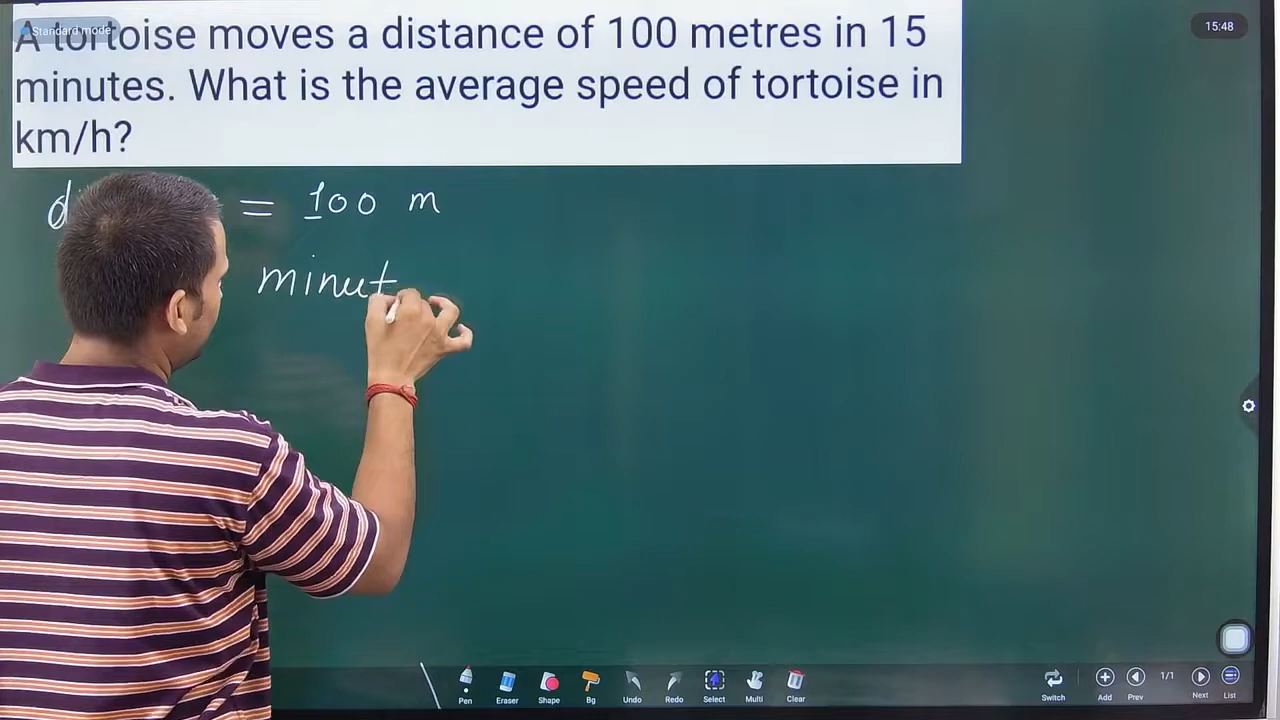 Standard mode
15:48
A tortoise moves a distance of 100 metres in 15
minutes. What is the average speed of tortoise in
km/h?
= 100 m
minut
Pen Eraser Shape Bg Undo Redo Select Multi Clear Switch Add Prev 1/1 Next List